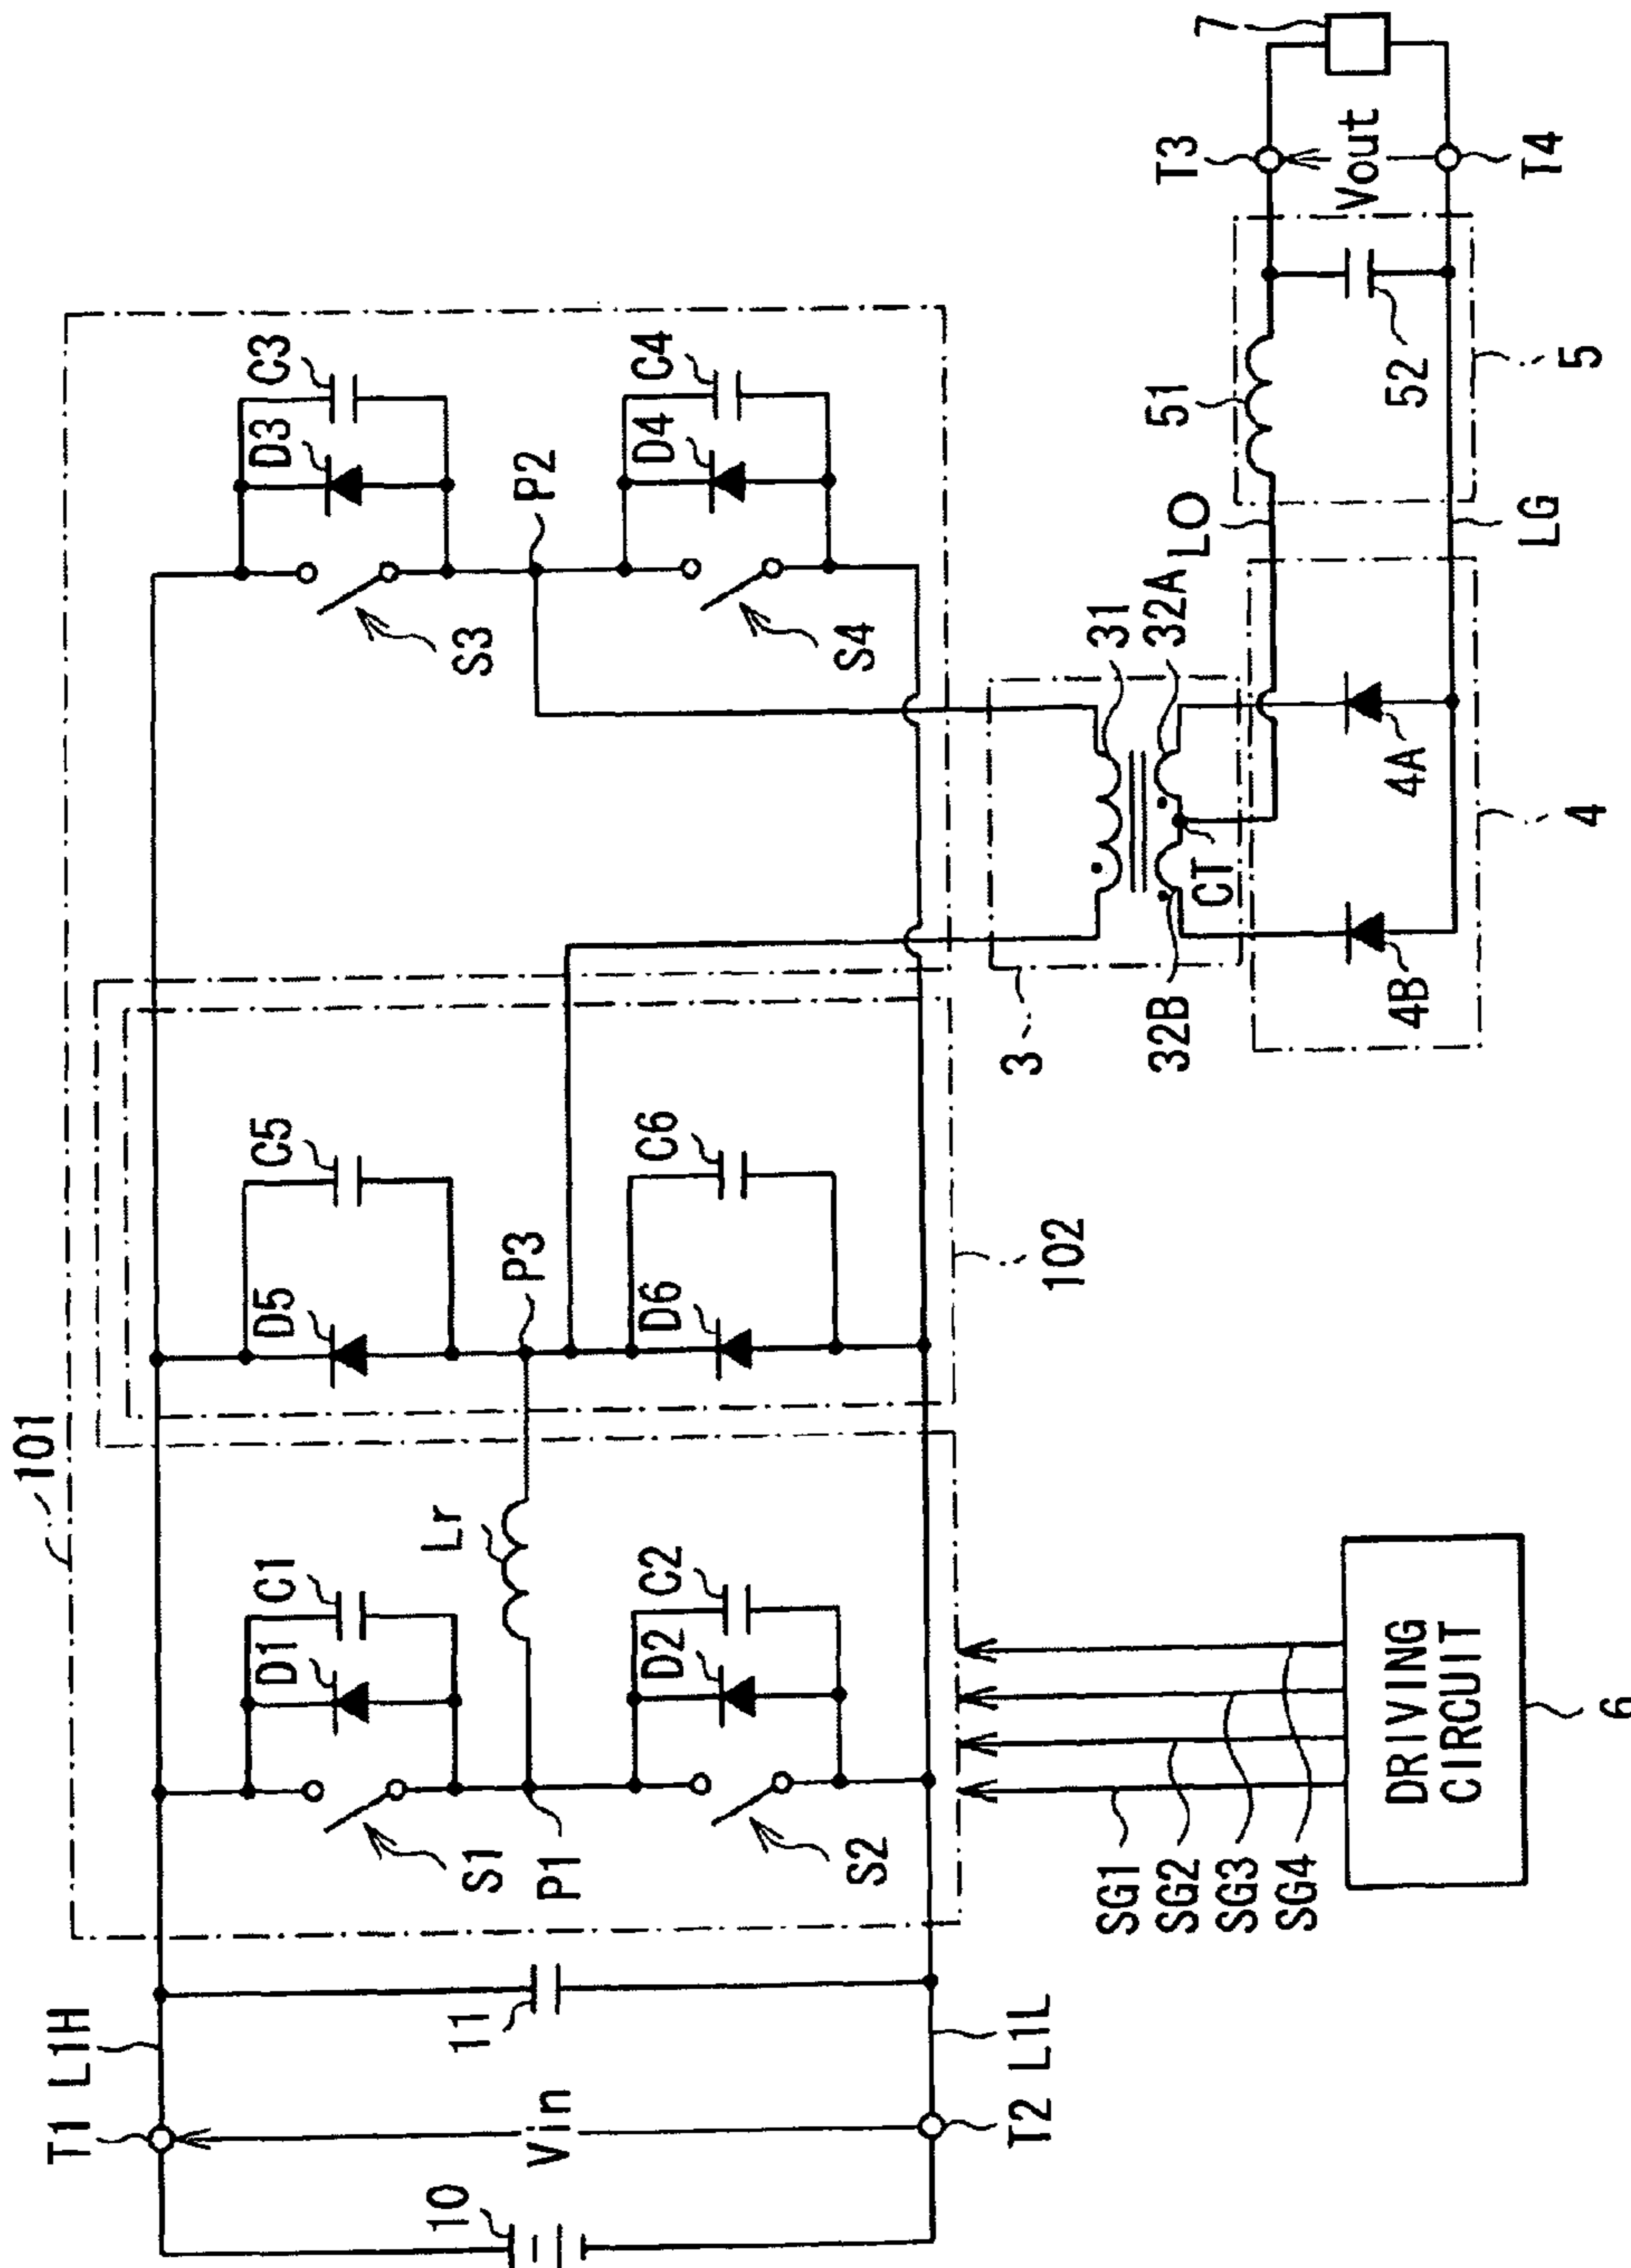 101
T1
L1H
10
Vin
11
T2
L1L
S1
D1
C1
P1
Lr
S2
D2
C2
D5
C5
P3
D6
C6
102
S3
D3
C3
P2
S4
D4
C4
SG1
SG2
SG3
SG4
DRIVING
CIRCUIT
6
3
31
32A
32B
CT
4A
4B
4
LO
LG
51
52
5
T3
Vout
T4
7